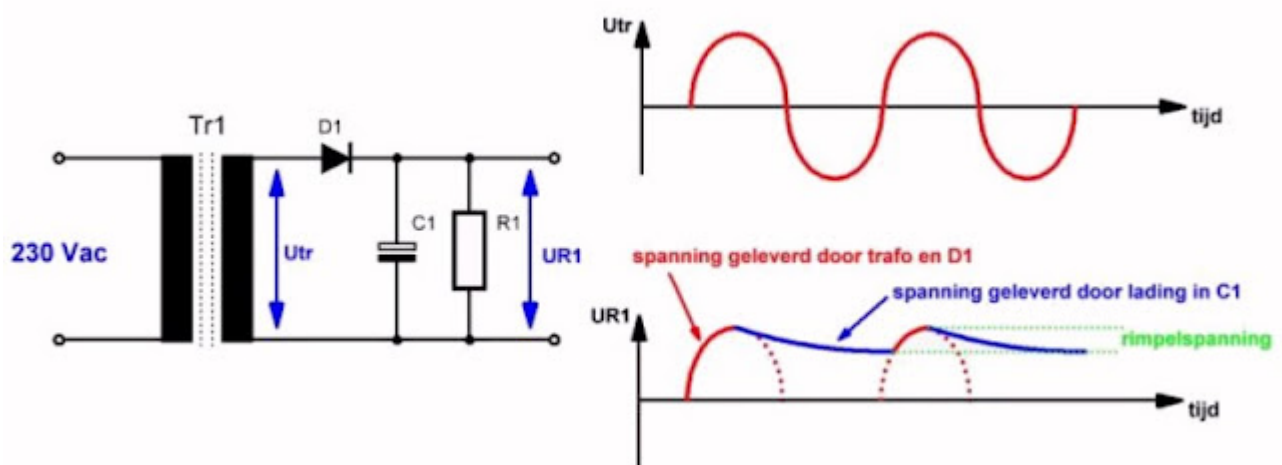 Tr1
D1
230 Vac
Utr
C1
R1
UR1
Utr
tijd
spanning geleverd door trafo en D1
spanning geleverd door lading in C1
UR1
rimpelspanning
tijd